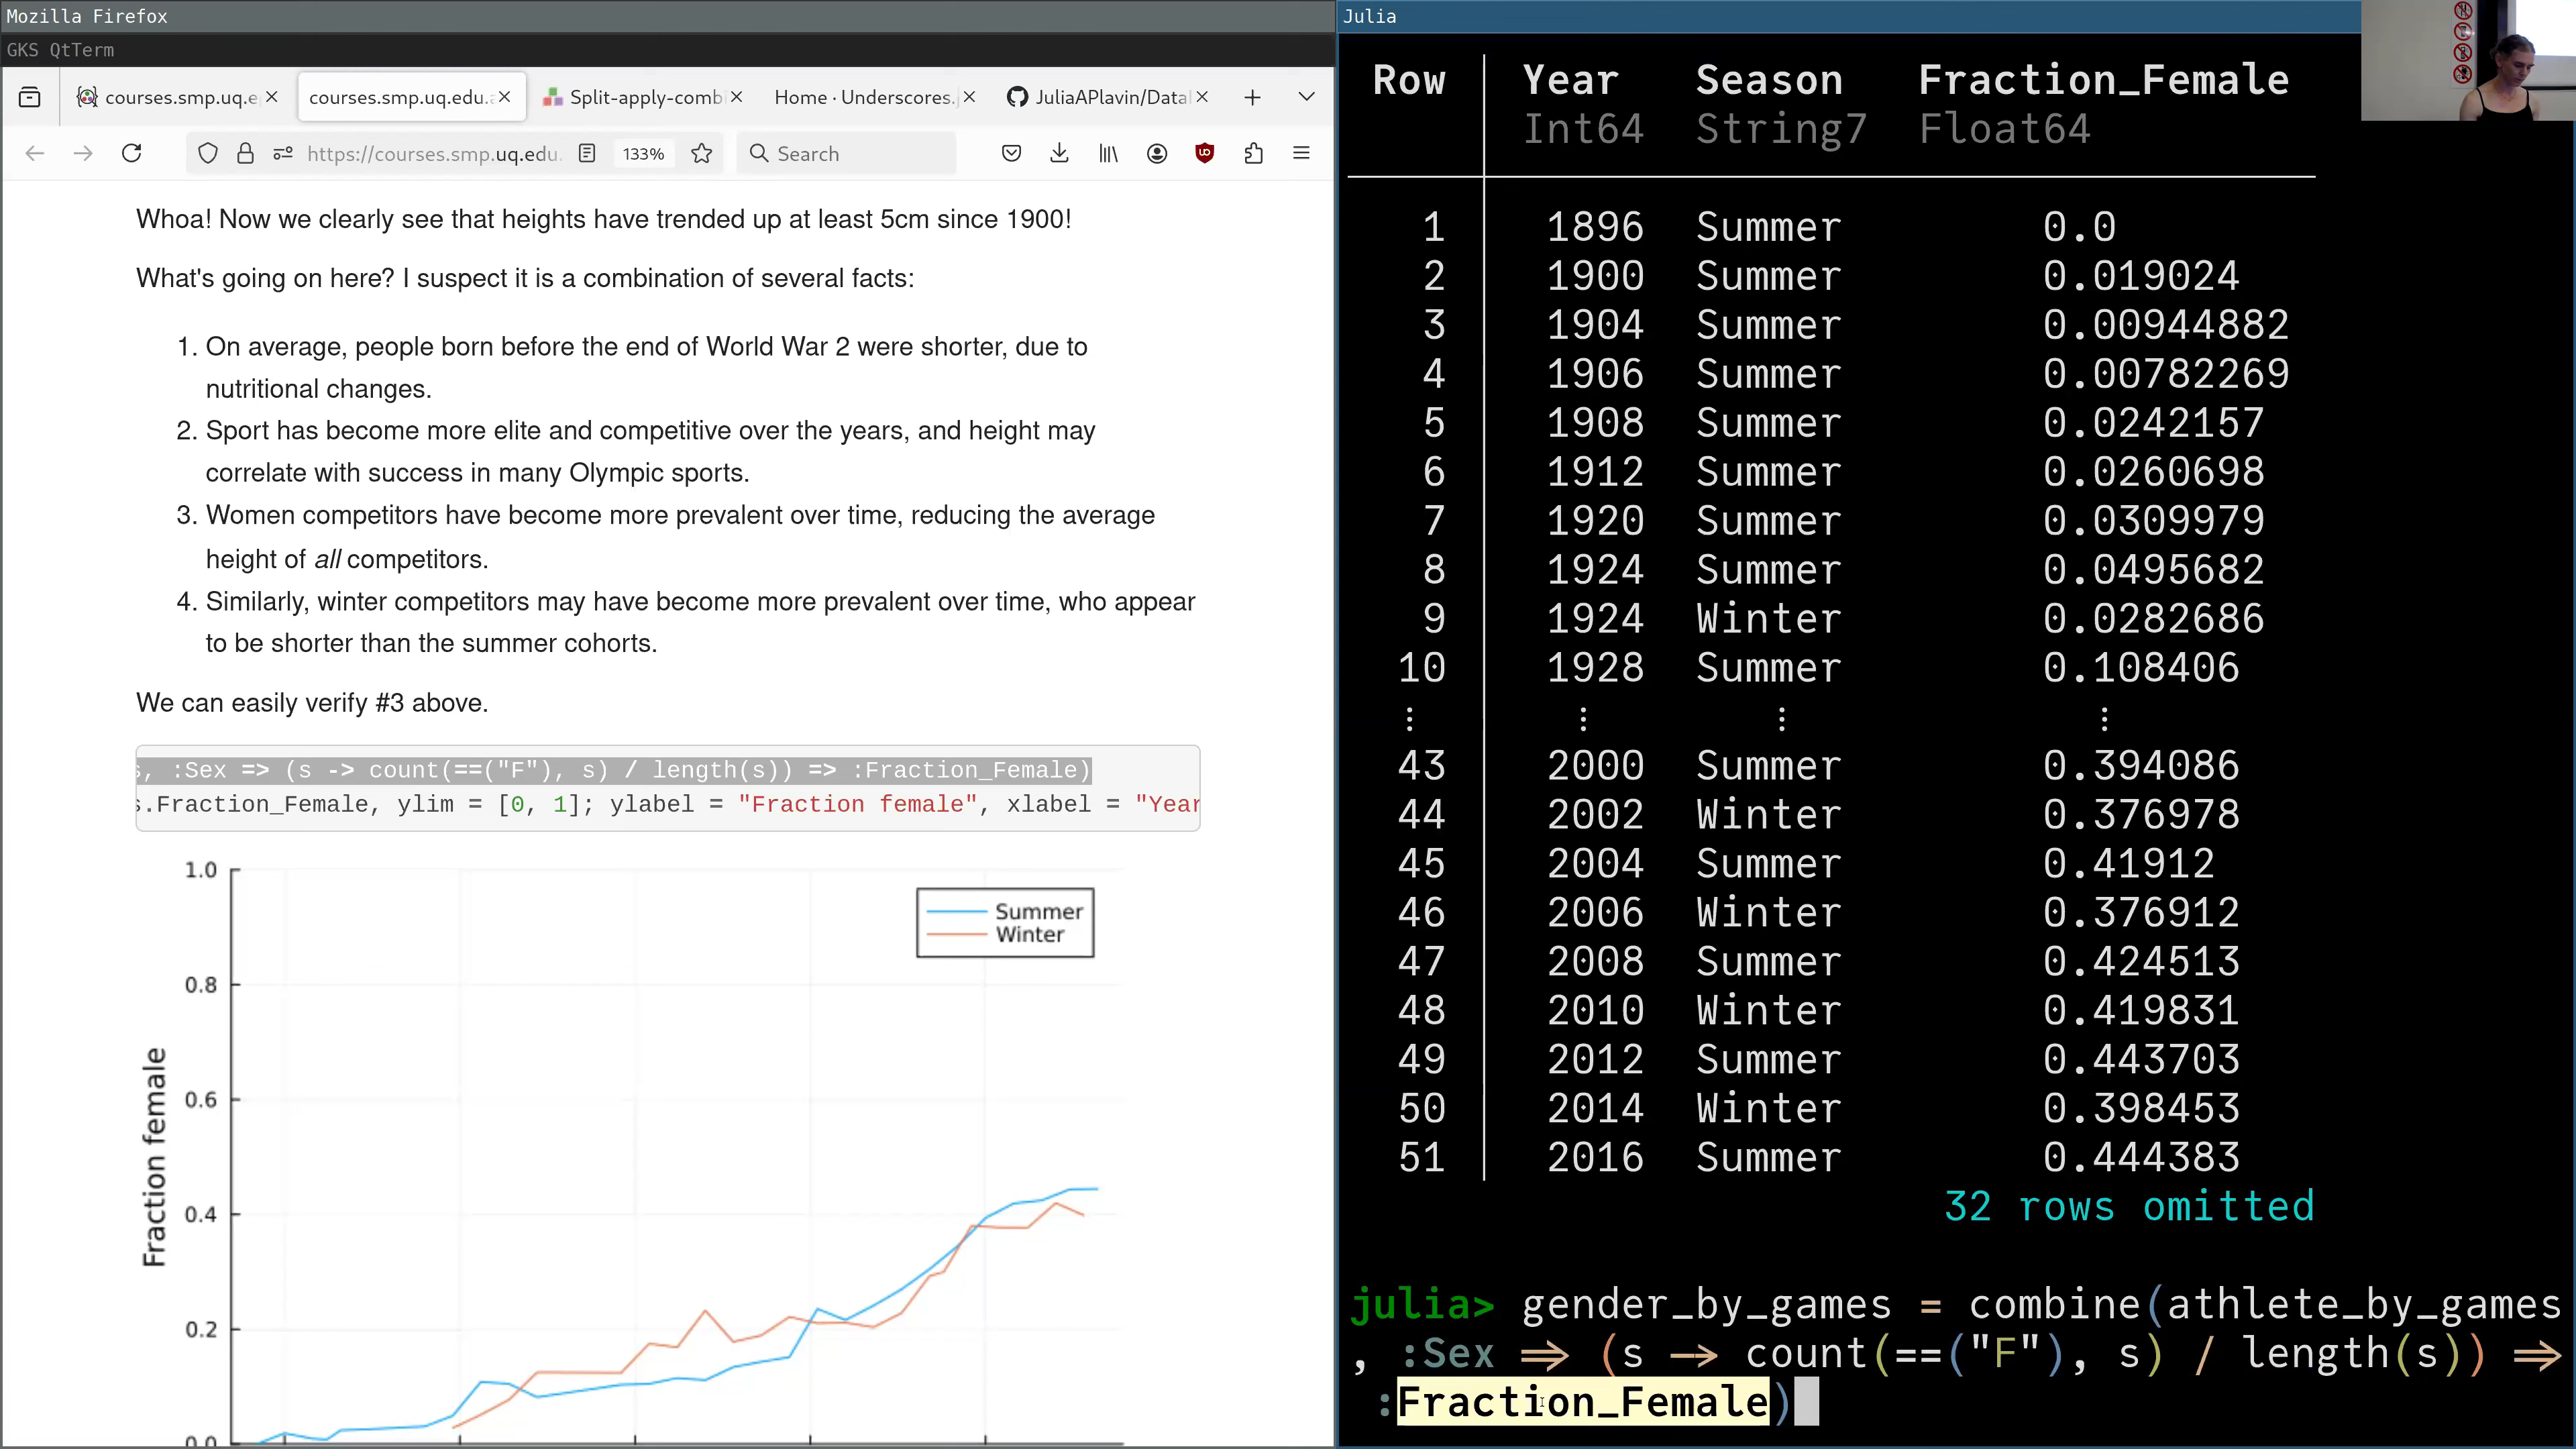 Mozilla Firefox
GKS QtTerm
courses.smp.uq.e
courses.smp.uq.edu.
Split-apply-comb
Home · Underscores.j
JuliaAPlavin/Data
https://courses.smp.uq.edu.
133%
Search
Whoa! Now we clearly see that heights have trended up at least 5cm since 1900!
What's going on here? I suspect it is a combination of several facts:
1. On average, people born before the end of World War 2 were shorter, due to
nutritional changes.
2. Sport has become more elite and competitive over the years, and height may
correlate with success in many Olympic sports.
3. Women competitors have become more prevalent over time, reducing the average
height of all competitors.
4. Similarly, winter competitors may have become more prevalent over time, who appear
to be shorter than the summer cohorts.
We can easily verify #3 above.
s, :Sex => (s -> count(==("F"), s) / length(s)) => :Fraction_Female)
s.Fraction_Female, ylim = [0, 1]; ylabel = "Fraction female", xlabel = "Year
1.0
0.8
0.6
0.4
0.2
0.0
Fraction female
Summer
Winter
Julia
Row Year Season Fraction_Female
Int64 String7 Float64
1 1896 Summer 0.0
2 1900 Summer 0.019024
3 1904 Summer 0.00944882
4 1906 Summer 0.00782269
5 1908 Summer 0.0242157
6 1912 Summer 0.0260698
7 1920 Summer 0.0309979
8 1924 Summer 0.0495682
9 1924 Winter 0.0282686
10 1928 Summer 0.108406
⋮ ⋮ ⋮ ⋮
43 2000 Summer 0.394086
44 2002 Winter 0.376978
45 2004 Summer 0.41912
46 2006 Winter 0.376912
47 2008 Summer 0.424513
48 2010 Winter 0.419831
49 2012 Summer 0.443703
50 2014 Winter 0.398453
51 2016 Summer 0.444383
32 rows omitted
julia> gender_by_games = combine(athlete_by_games
, :Sex => (s -> count(==("F"), s) / length(s)) =>
:Fraction_Female)